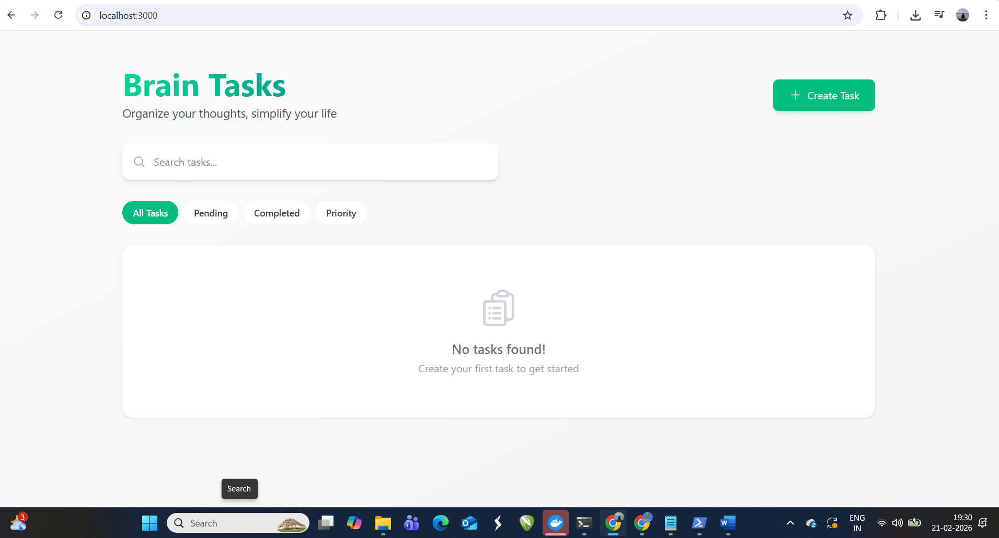 localhost:3000
Brain Tasks
Organize your thoughts, simplify your life
+ Create Task
Search tasks...
All Tasks
Pending
Completed
Priority
No tasks found!
Create your first task to get started
Search
3
Search
ENG
IN
19:30
21-02-2026